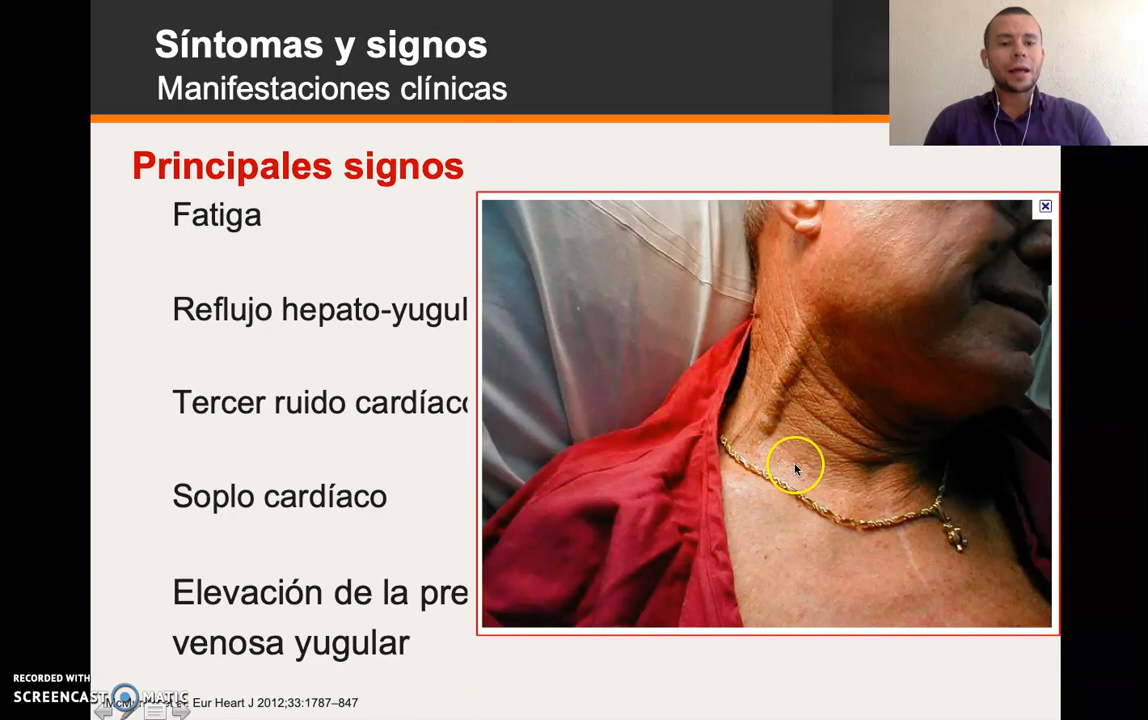 Síntomas y signos
Manifestaciones clínicas
Principales signos
Fatiga
Reflujo hepato-yugul
Tercer ruido cardíac
Soplo cardíaco
Elevación de la pre
venosa yugular
RECORDED WITH
SCREENCAST MATIC
Eur Heart J 2012;33:1787–847